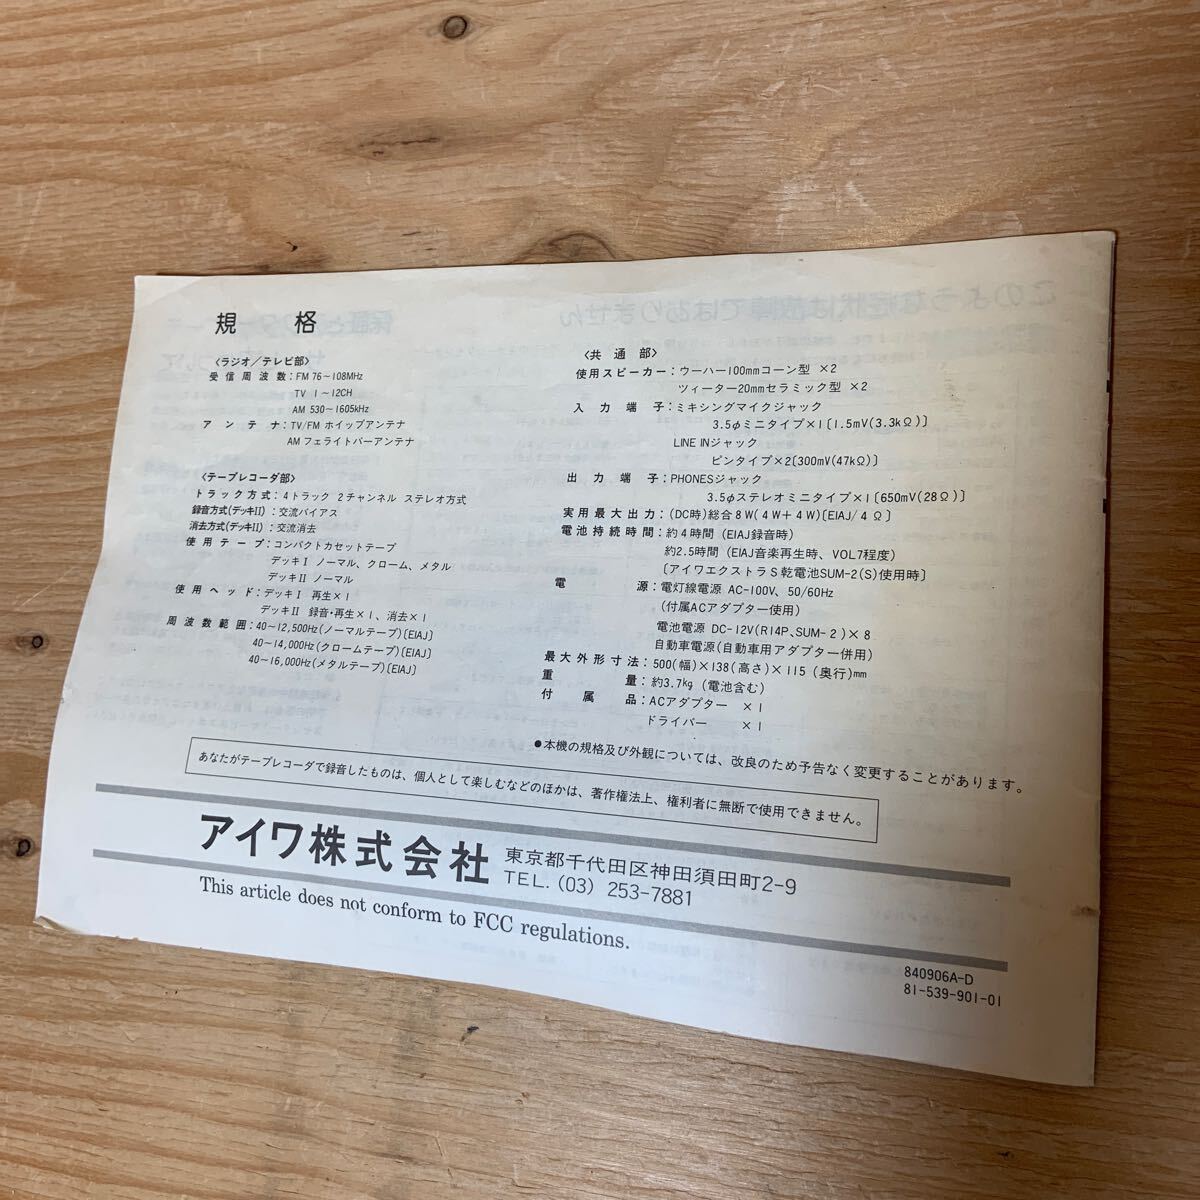 規 格
〈ラジオ／テレビ部〉
受信周波数：FM 76～108MHz
TV 1～12CH
AM 530～1605kHz
アンテナ：TV/FM ホイップアンテナ
AM フェライトバーアンテナ
〈テープレコーダ部〉
トラック方式：4トラック 2チャンネル ステレオ方式
録音方式(デッキII)：交流バイアス
消去方式(デッキII)：交流消去
使用テープ：コンパクトカセットテープ
デッキI ノーマル、クローム、メタル
デッキII ノーマル
使用ヘッド：デッキI 再生×1
デッキII 録音・再生×1、消去×1
周波数範囲：40～12,500Hz(ノーマルテープ)〔EIAJ〕
40～14,000Hz(クロームテープ)〔EIAJ〕
40～16,000Hz(メタルテープ)〔EIAJ〕
〈共通部〉
使用スピーカー：ウーハー100mmコーン型 ×2
ツィーター20mmセラミック型 ×2
入力端子：ミキシングマイクジャック
3.5φミニタイプ×1〔1.5mV(3.3kΩ)〕
LINE INジャック
ピンタイプ×2〔300mV(47kΩ)〕
出力端子：PHONESジャック
3.5φステレオミニタイプ×1〔650mV(28Ω)〕
実用最大出力：(DC時)総合8W(4W＋4W)〔EIAJ/4Ω〕
電池持続時間：約4時間(EIAJ録音時)
約2.5時間(EIAJ音楽再生時、VOL7程度)
〔アイワエクストラS乾電池SUM-2(S)使用時〕
電源：電灯線電源 AC-100V、50/60Hz
(付属ACアダプター使用)
電池電源 DC-12V(R14P、SUM-2)×8
自動車電源(自動車用アダプター併用)
最大外形寸法：500(幅)×138(高さ)×115(奥行)mm
重量：約3.7kg(電池含む)
付属品：ACアダプター ×1
ドライバー ×1
●本機の規格及び外観については、改良のため予告なく変更することがあります。
あなたがテープレコーダで録音したものは、個人として楽しむなどのほかは、著作権法上、権利者に無断で使用できません。
アイワ株式会社 東京都千代田区神田須田町2-9
TEL. (03) 253-7881
This article does not conform to FCC regulations.
840906A-D
81-539-901-01